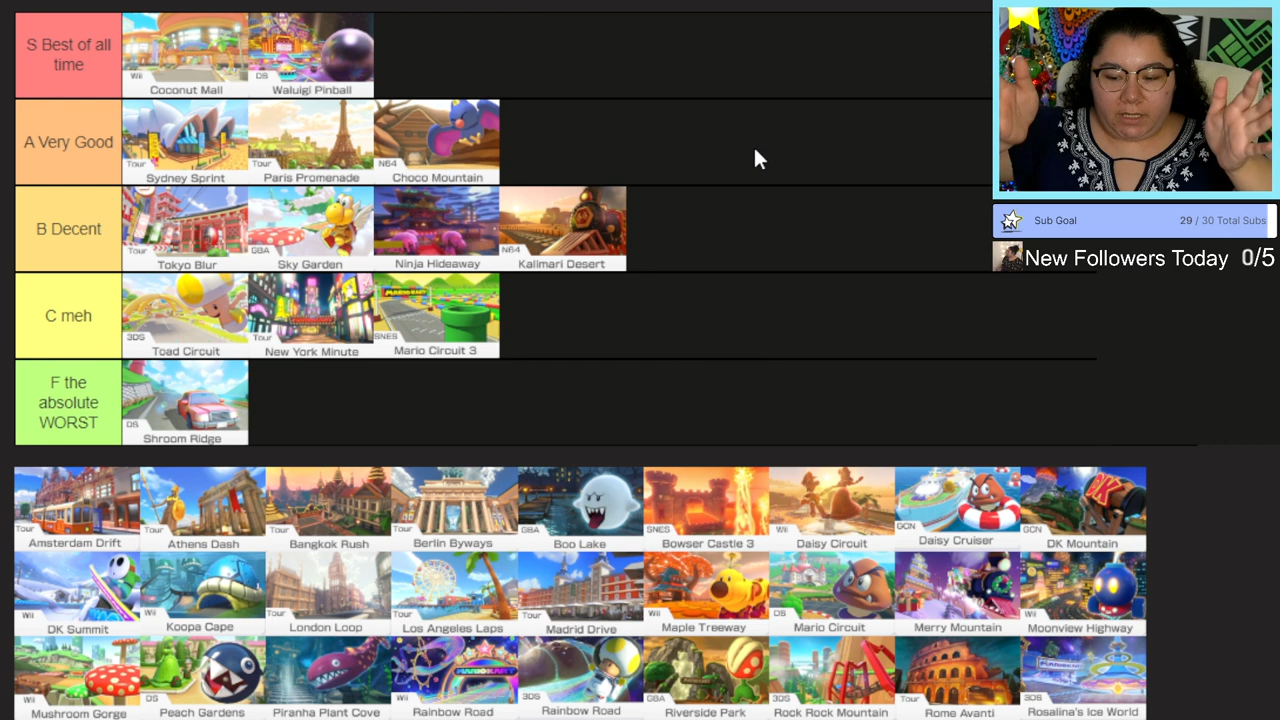 S Best of all
time
Wii
Coconut Mall
DS
Waluigi Pinball
A Very Good
Tour
Sydney Sprint
Tour
Paris Promenade
N64
Choco Mountain
B Decent
Tour
Tokyo Blur
GBA
Sky Garden
Ninja Hideaway
N64
Kalimari Desert
C meh
3DS
Toad Circuit
Tour
New York Minute
MARIO KART
SNES
Mario Circuit 3
F the
absolute
WORST
DS
Shroom Ridge
Sub Goal
29 / 30 Total Subs
New Followers Today 0/5
Tour
Amsterdam Drift
Tour
Athens Dash
Tour
Bangkok Rush
Tour
Berlin Byways
GBA
Boo Lake
SNES
Bowser Castle 3
Wii
Daisy Circuit
GCN
Daisy Cruiser
DK
GCN
DK Mountain
Wii
DK Summit
Wii
Koopa Cape
Tour
London Loop
Tour
Los Angeles Laps
Tour
Madrid Drive
Wii
Maple Treeway
DS
Mario Circuit
Merry Mountain
Wii
Moonview Highway
Wii
Mushroom Gorge
DS
Peach Gardens
Piranha Plant Cove
MARIOKART
Wii
Rainbow Road
3DS
Rainbow Road
GBA
Riverside Park
3DS
Rock Rock Mountain
Tour
Rome Avanti
MARIOKART
3DS
Rosalina's Ice World